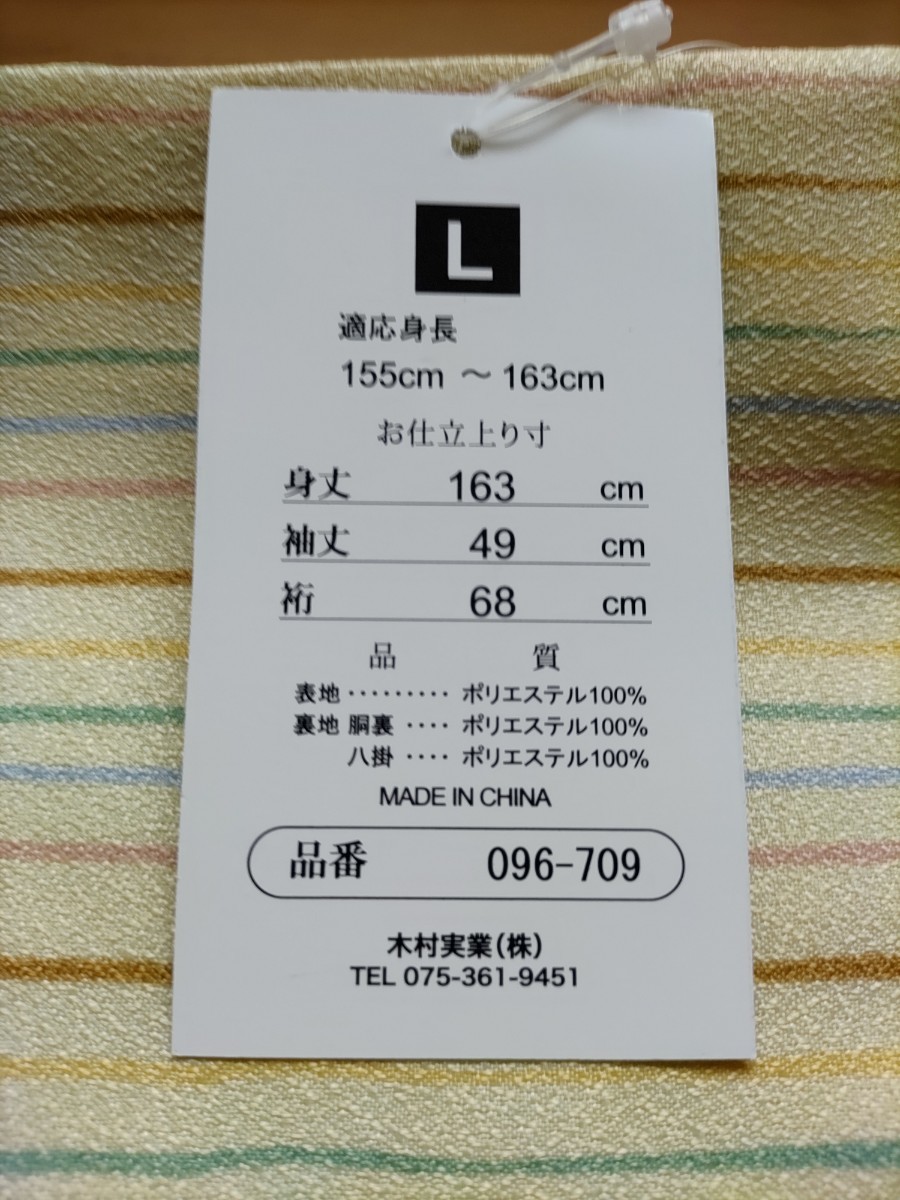 L
適応身長
155cm ～ 163cm
お仕立上り寸
身丈 163 cm
袖丈 49 cm
裄 68 cm
品 質
表地 ········· ポリエステル100%
裏地 胴裏 ···· ポリエステル100%
八掛 ···· ポリエステル100%
MADE IN CHINA
品番 096-709
木村実業(株)
TEL 075-361-9451